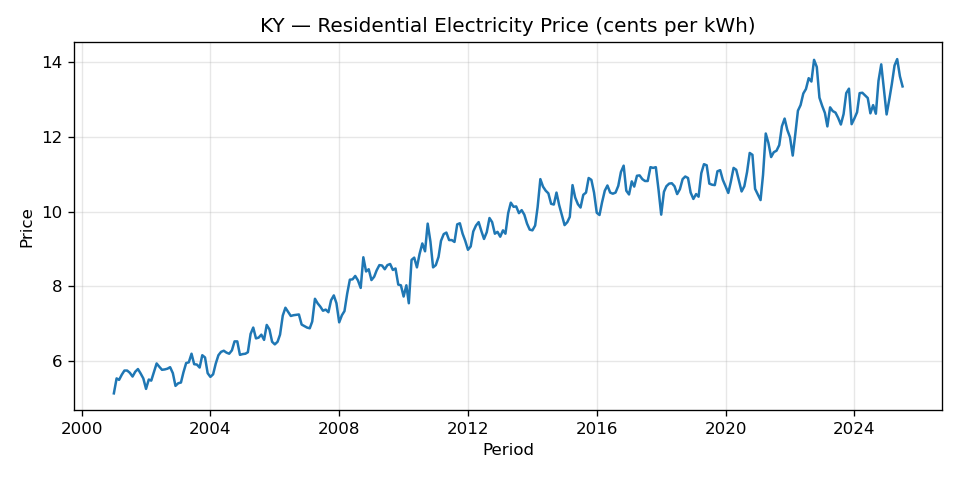 KY — Residential Electricity Price (cents per kWh)
Price
14
12
10
8
6
2000 2004 2008 2012 2016 2020 2024
Period